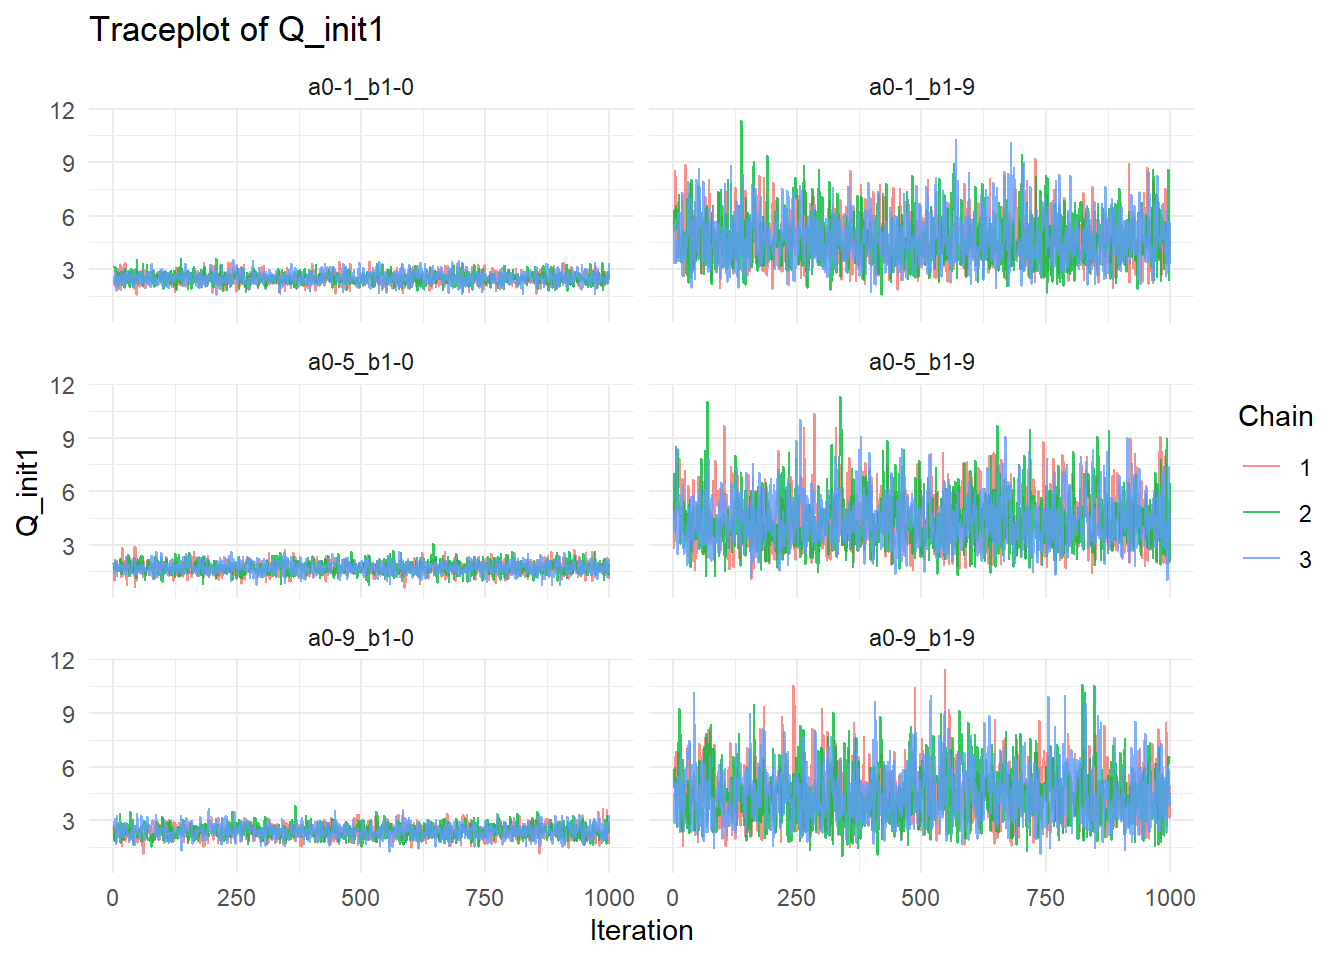 Traceplot of Q_init1
a0-1_b1-0
a0-1_b1-9
12
9
6
3
a0-5_b1-0
a0-5_b1-9
12
9
6
3
a0-9_b1-0
a0-9_b1-9
12
9
6
3
0
250
500
750
1000
0
250
500
750
1000
Iteration
Q_init1
Chain
1
2
3